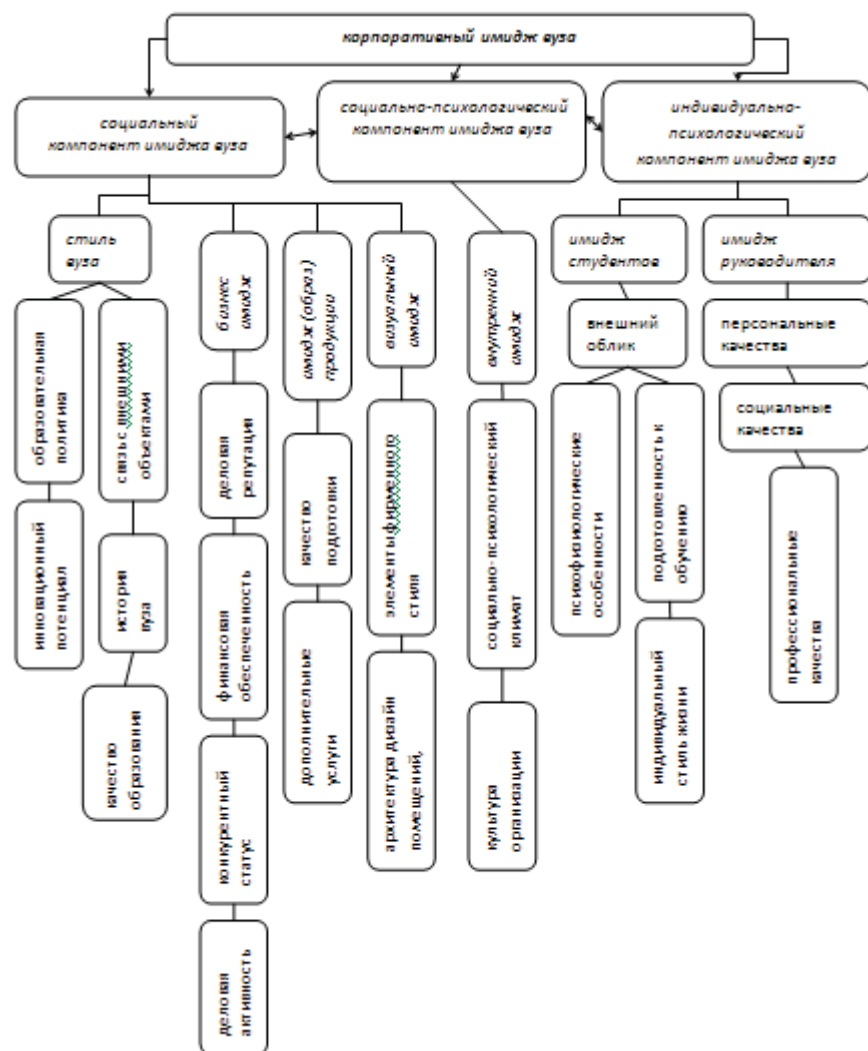 корпоративный имидж вуза
социальный
компонент имиджа вуза
социально-психологический
компонент имиджа вуза
индивидуально-
психологический
компонент имиджа вуза
стиль
вуза
образовательная
политика
инновационный
потенциал
связь с внешними
объектами
история
вуза
качество
образования
бизнес
имидж
деловая
репутация
финансовая
обеспеченность
конкурентный
статус
деловая
активность
имидж (образ)
продукции
качество
подготовки
дополнительные
услуги
визуальный
имидж
элементы фирменного
стиля
архитектура дизайн
помещений,
внутренний
имидж
социально- психологический
климат
культура
организации
имидж
студентов
внешний
облик
психофизиологические
особенности
подготовленность к
обучению
индивидуальный
стиль жизни
имидж
руководителя
персональные
качества
социальные
качества
профессиональные
качества